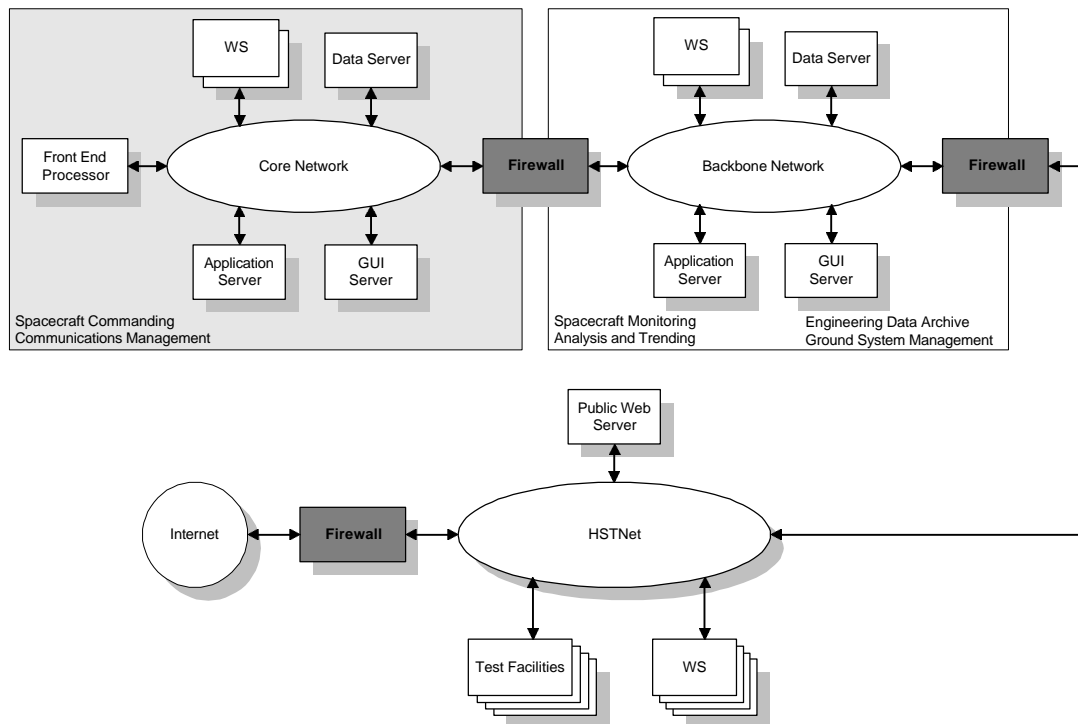 WS
Data Server
Front End
Processor
Core Network
Firewall
Application
Server
GUI
Server
Spacecraft Commanding
Communications Management
WS
Data Server
Backbone Network
Firewall
Application
Server
GUI
Server
Spacecraft Monitoring
Analysis and Trending
Engineering Data Archive
Ground System Management
Public Web
Server
Internet
Firewall
HSTNet
Test Facilities
WS